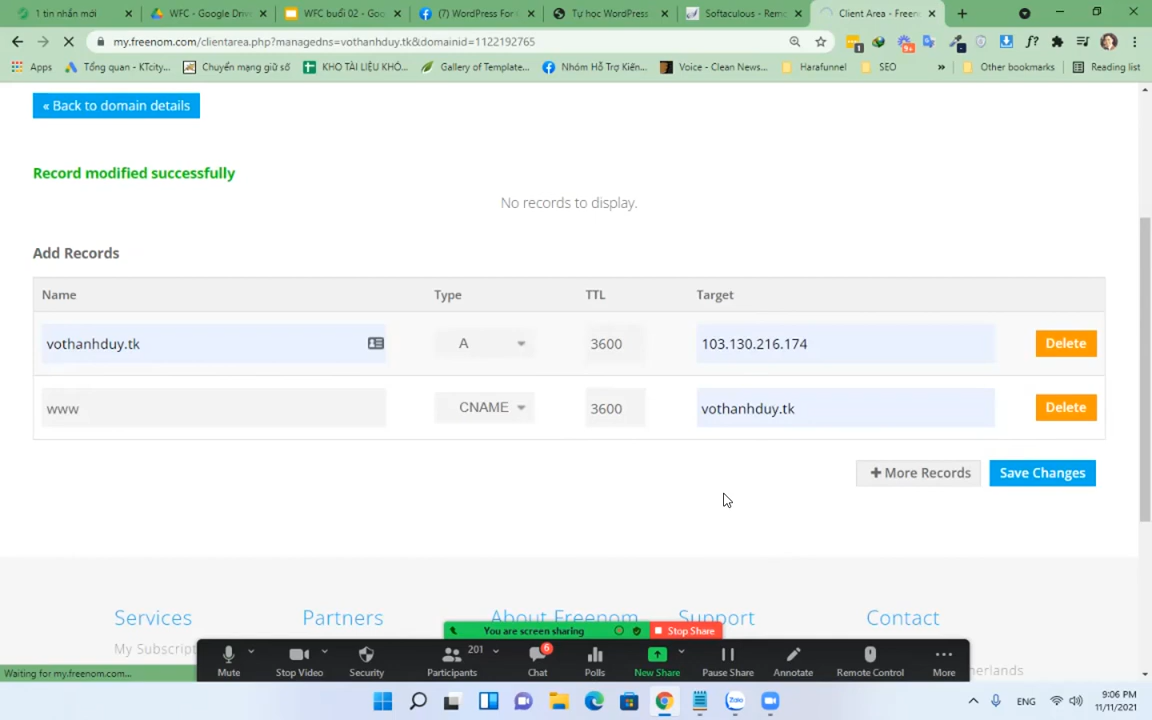 1 tin nhắn mới
WFC - Google Driv
WFC buổi 02 - Goo
(7) WordPress For
Tự học WordPress
Softaculous - Remo
Client Area - Freen
my.freenom.com/clientarea.php?managedns=vothanhduy.tk&domainid=1122192765
Apps
Tổng quan - KTcity...
Chuyển mạng giữ số
KHO TÀI LIỆU KHÓ...
Gallery of Template...
Nhóm Hỗ Trợ Kiến...
Voice - Clean News...
Harafunnel
SEO
»
Other bookmarks
Reading list
« Back to domain details
Record modified successfully
No records to display.
Add Records
Name Type TTL Target
vothanhduy.tk A 3600 103.130.216.174 Delete
www CNAME 3600 vothanhduy.tk Delete
+ More Records Save Changes
Services Partners About Freenom Support Contact
You are screen sharing Stop Share
My Subscript
therlands
201
6
Mute Stop Video Security Participants Chat Polls New Share Pause Share Annotate Remote Control More
Waiting for my.freenom.com...
ENG
9:06 PM
11/11/2021